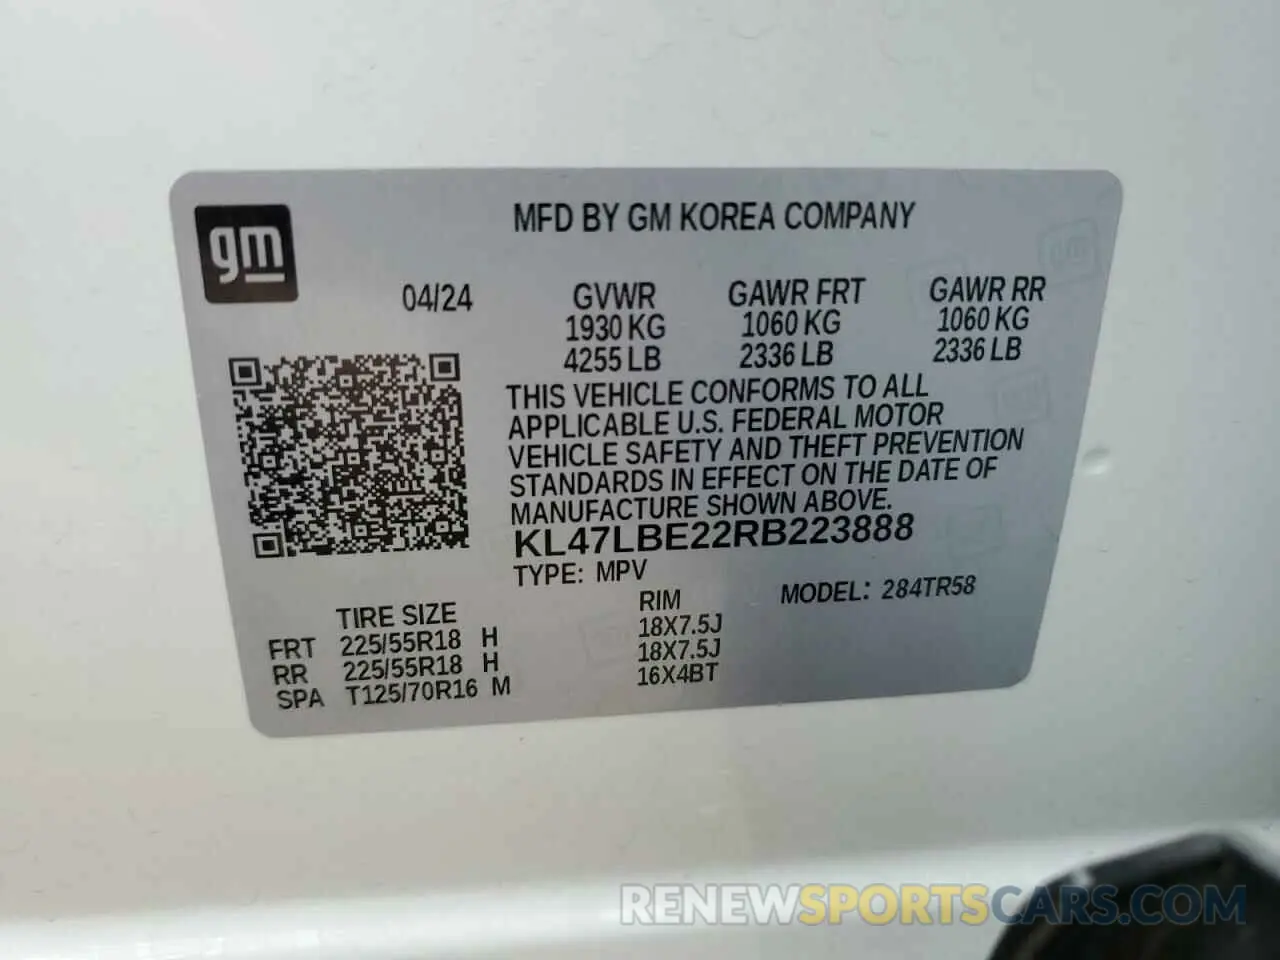 gm
MFD BY GM KOREA COMPANY
04/24
GVWR GAWR FRT GAWR RR
1930 KG 1060 KG 1060 KG
4255 LB 2336 LB 2336 LB
THIS VEHICLE CONFORMS TO ALL
APPLICABLE U.S. FEDERAL MOTOR
VEHICLE SAFETY AND THEFT PREVENTION
STANDARDS IN EFFECT ON THE DATE OF
MANUFACTURE SHOWN ABOVE.
KL47LBE22RB223888
TYPE: MPV MODEL: 284TR58
TIRE SIZE RIM
FRT 225/55R18 H 18X7.5J
RR 225/55R18 H 18X7.5J
SPA T125/70R16 M 16X4BT
RENEWSPORTSCARS.COM